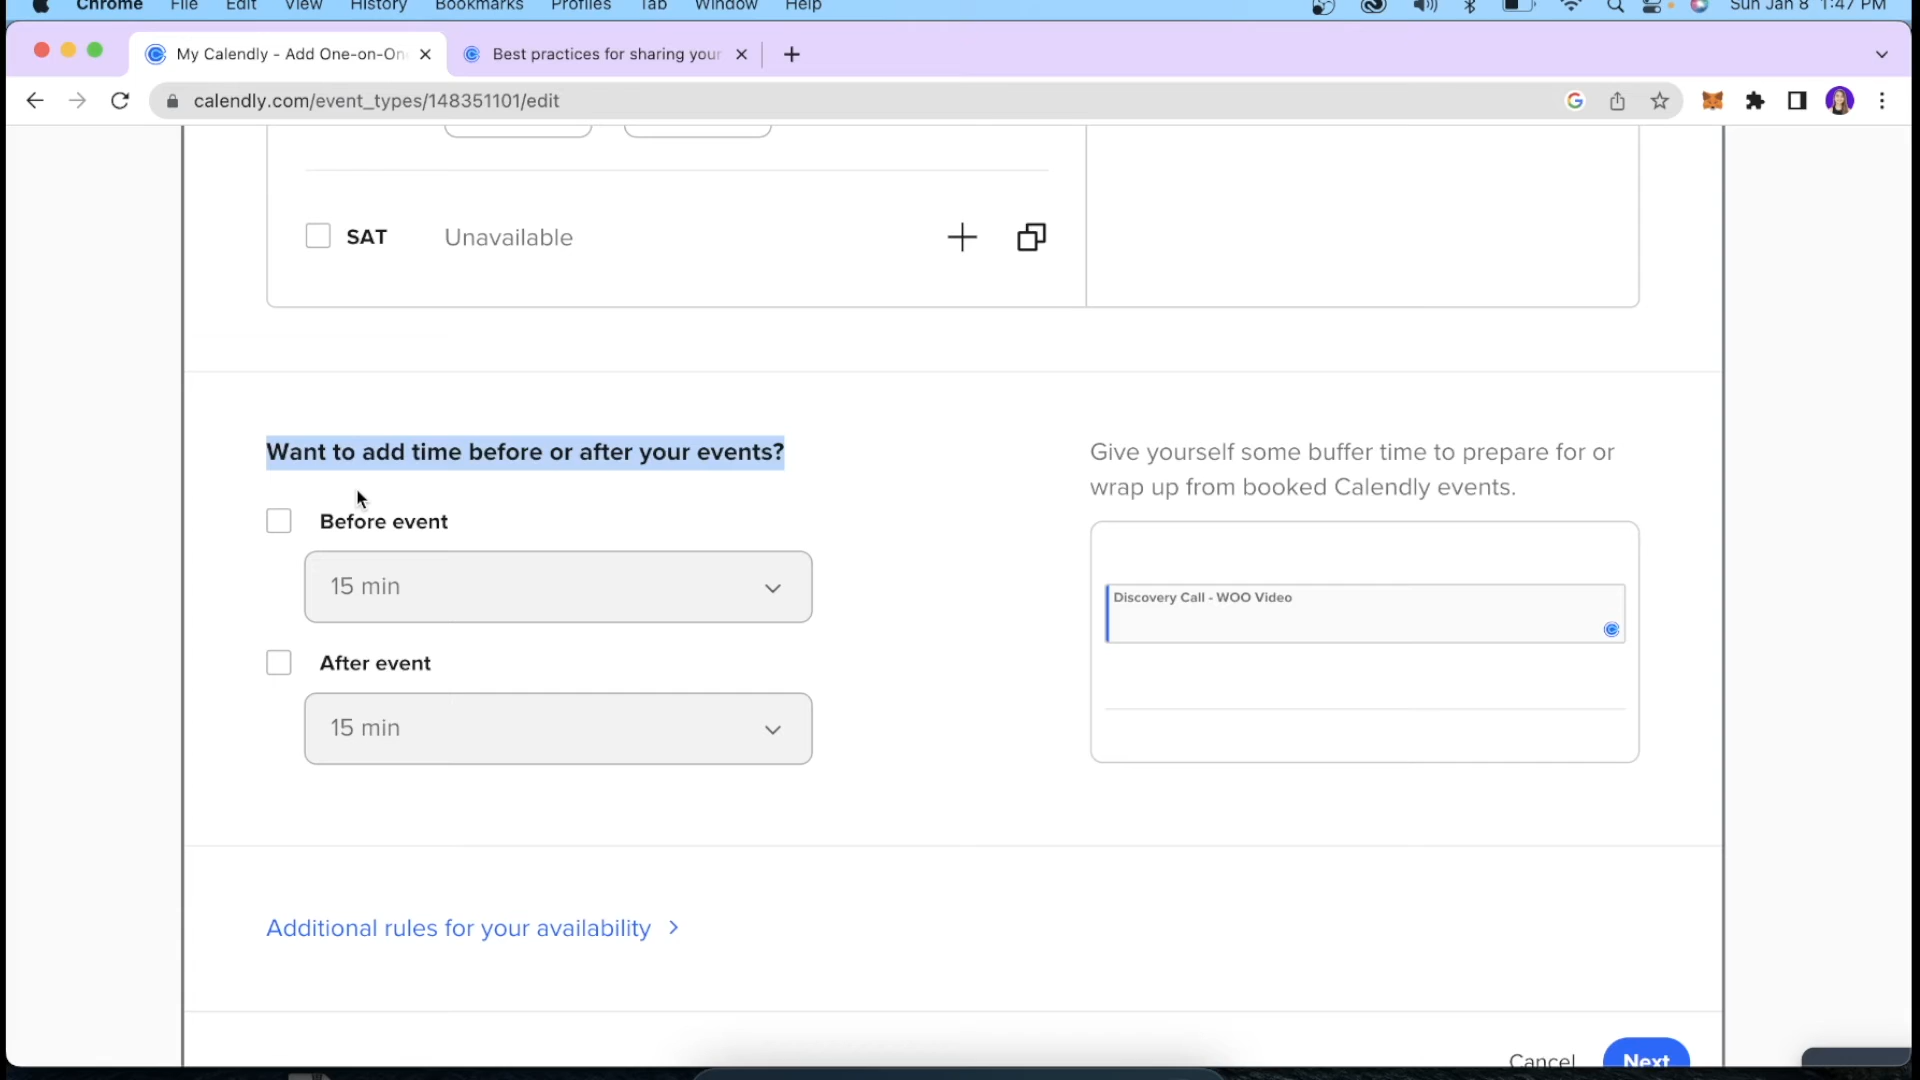 Chrome File Edit View History Bookmarks Profiles Tab Window Help Sun Jan 8 1:47 PM
My Calendly - Add One-on-On Best practices for sharing your
calendly.com/event_types/148351101/edit
SAT Unavailable
Want to add time before or after your events?
Give yourself some buffer time to prepare for or
wrap up from booked Calendly events.
Before event
15 min
Discovery Call - WOO Video
After event
15 min
Additional rules for your availability
Cancel Next